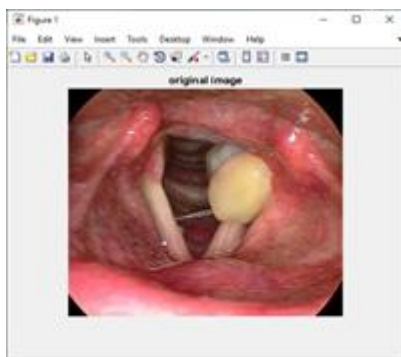 Figure 1
File Edit View Insert Tools Desktop Window Help
original image